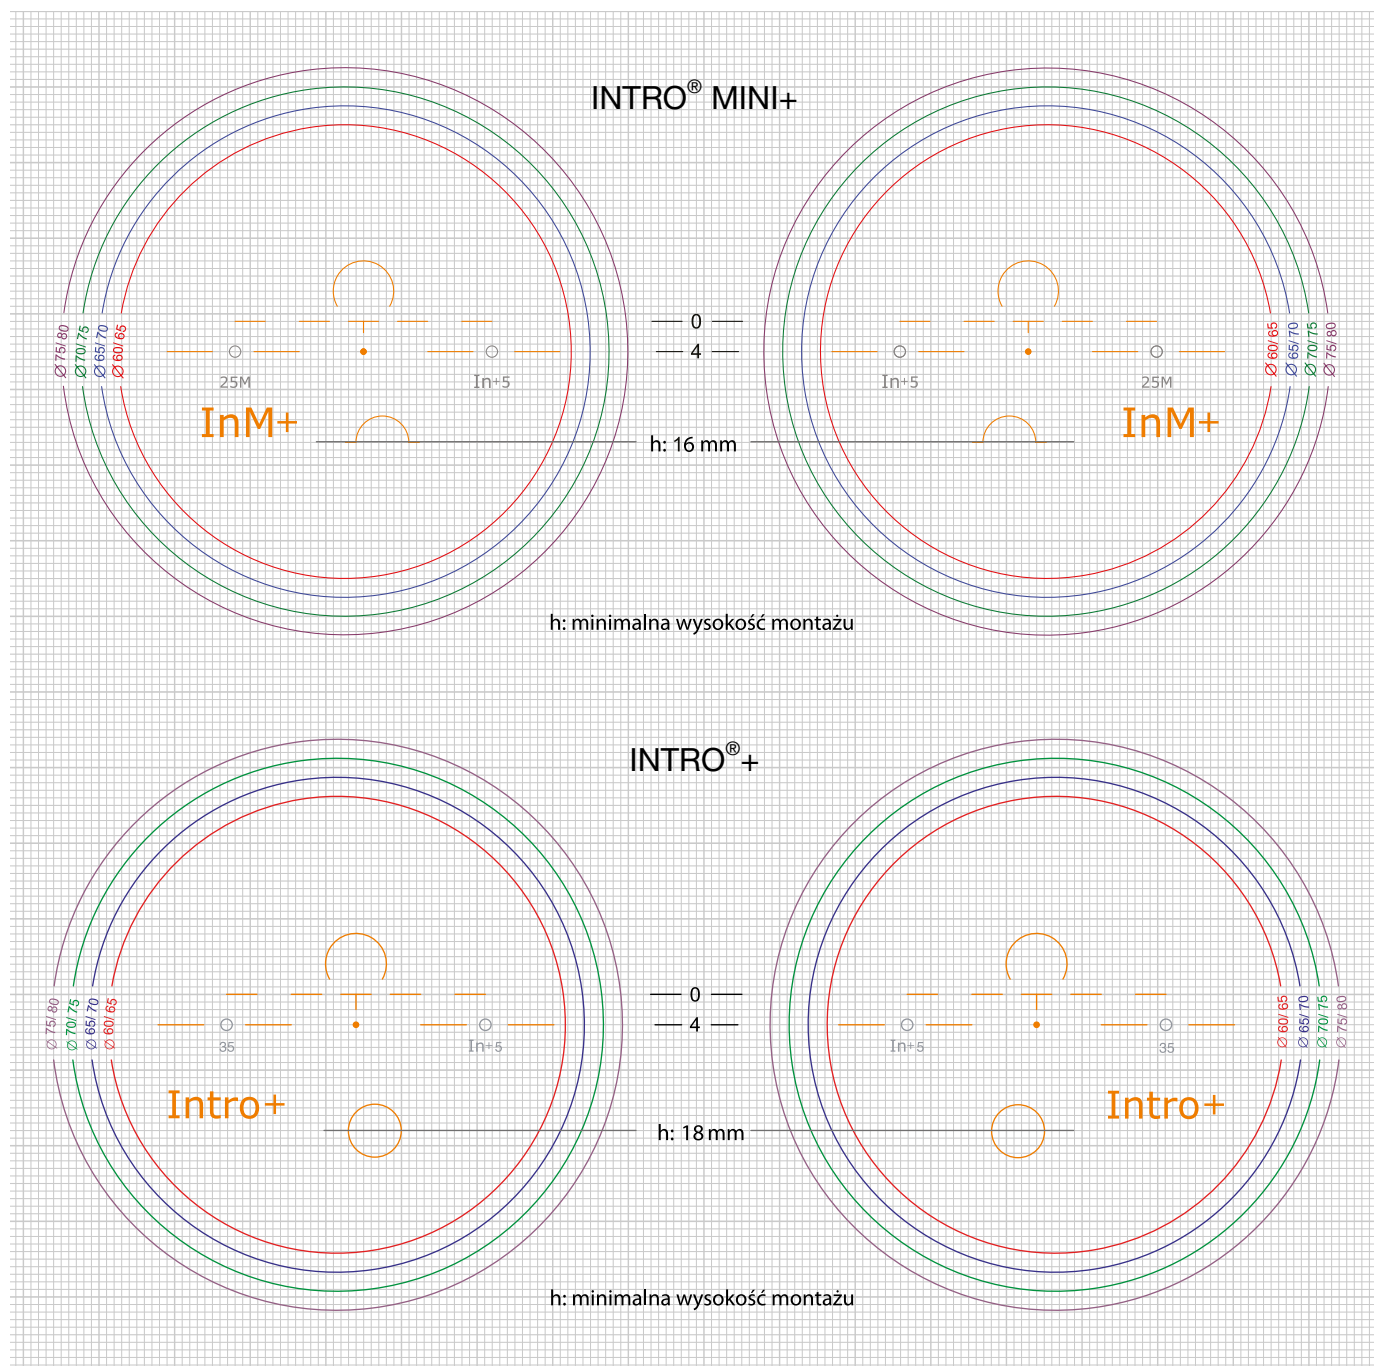 INTRO® MINI+
Ø 75/ 80
Ø 70/ 75
Ø 65/ 70
Ø 60/ 65
0
4
Ø 60/ 65
Ø 65/ 70
Ø 70/ 75
Ø 75/ 80
25M
In+5
In+5
25M
InM+
InM+
h: 16 mm
h: minimalna wysokość montażu
INTRO®+
Ø 75/ 80
Ø 70/ 75
Ø 65/ 70
Ø 60/ 65
0
4
Ø 60/ 65
Ø 65/ 70
Ø 70/ 75
Ø 75/ 80
35
In+5
In+5
35
Intro+
Intro+
h: 18 mm
h: minimalna wysokość montażu